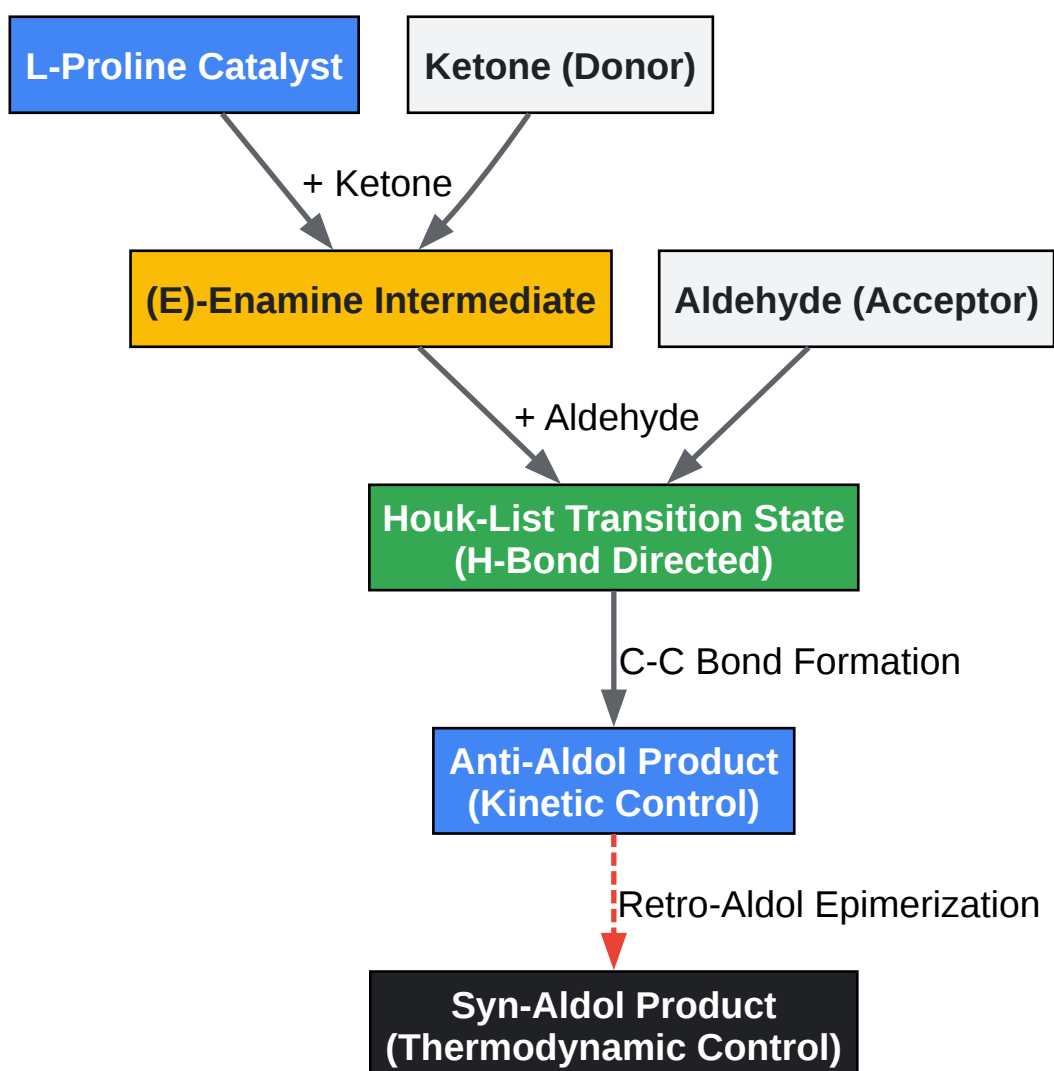 L-Proline Catalyst
Ketone (Donor)
+ Ketone
(E)-Enamine Intermediate
Aldehyde (Acceptor)
+ Aldehyde
Houk-List Transition State
(H-Bond Directed)
C-C Bond Formation
Anti-Aldol Product
(Kinetic Control)
Retro-Aldol Epimerization
Syn-Aldol Product
(Thermodynamic Control)